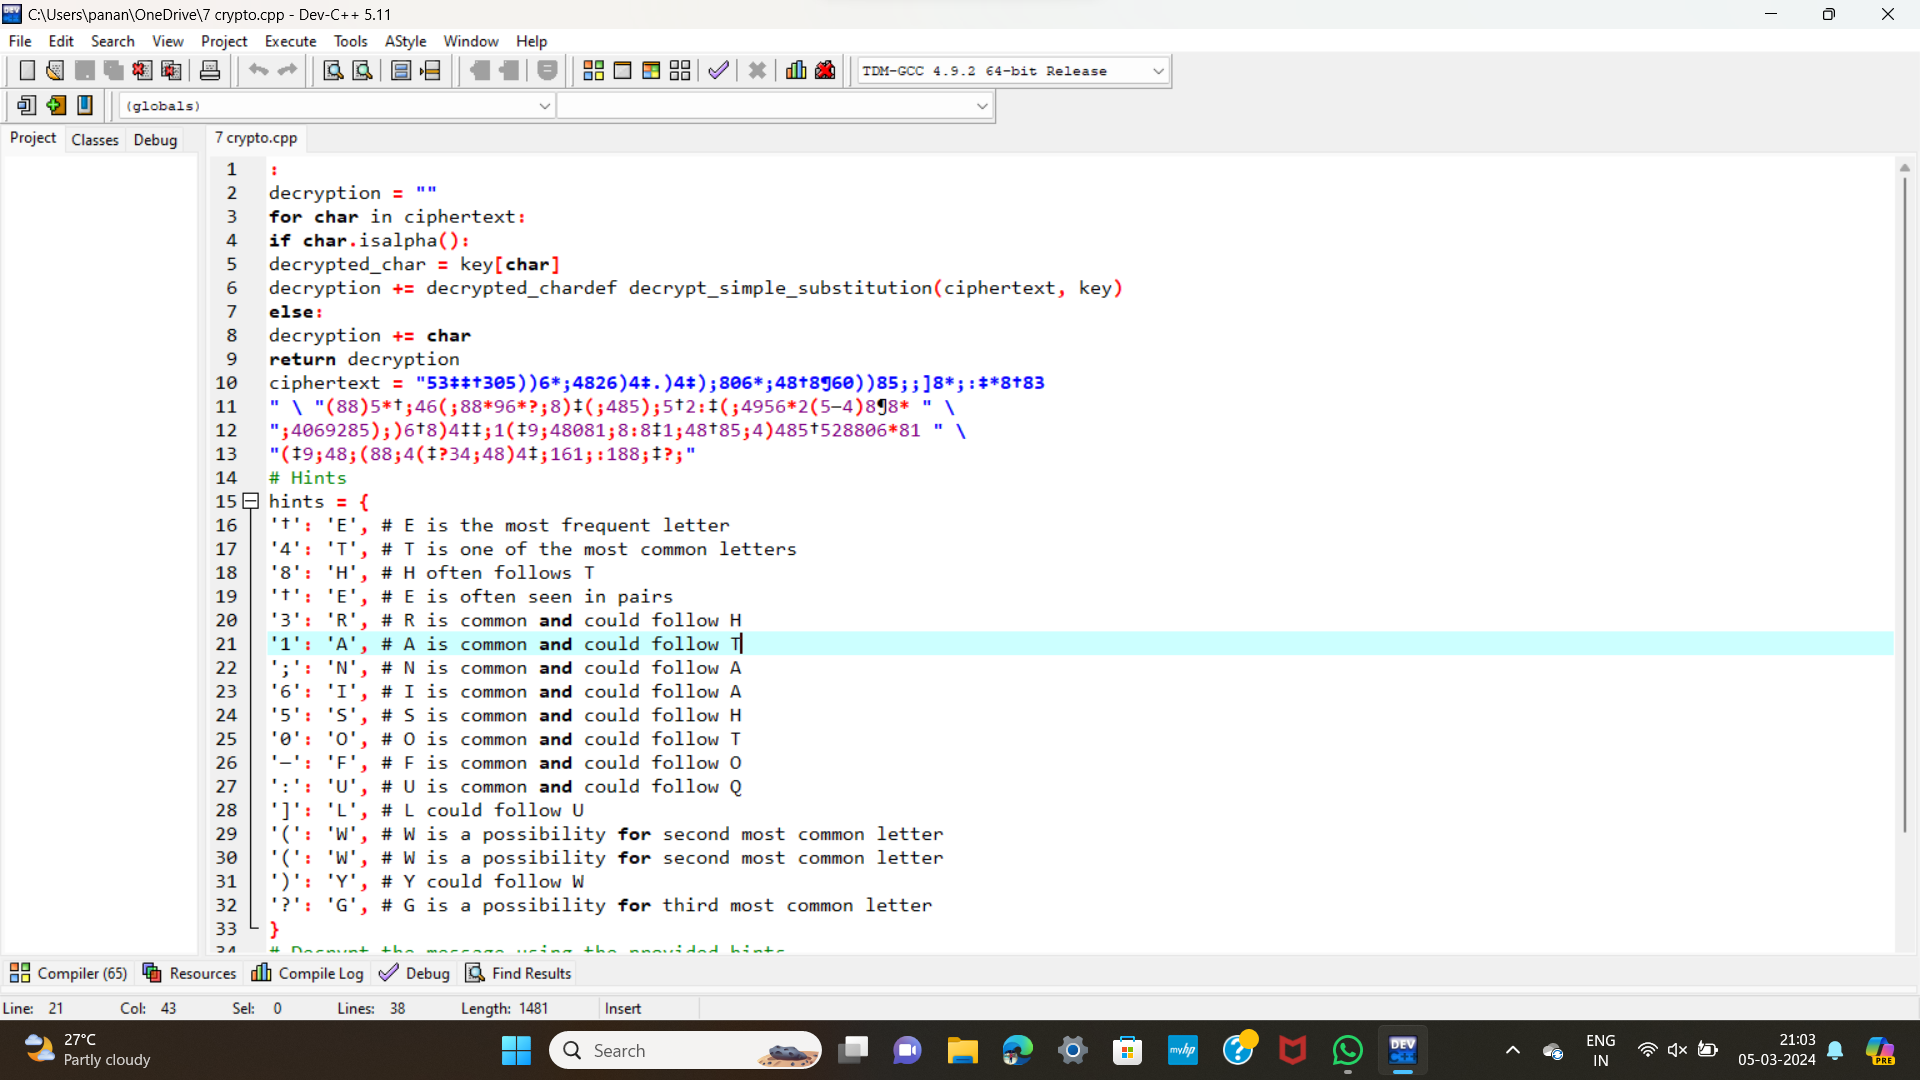 C:\Users\panan\OneDrive\7 crypto.cpp - Dev-C++ 5.11
File Edit Search View Project Execute Tools AStyle Window Help
TDM-GCC 4.9.2 64-bit Release
(globals)
Project Classes Debug
7 crypto.cpp
1 :
2 decryption = ""
3 for char in ciphertext:
4 if char.isalpha():
5 decrypted_char = key[char]
6 decryption += decrypted_chardef decrypt_simple_substitution(ciphertext, key)
7 else:
8 decryption += char
9 return decryption
10 ciphertext = "53‡‡†305))6*;4826)4‡.)4‡);806*;48†8¶60))85;;]8*;:‡*8†83
11 " \ "(88)5*†;46(;88*96*?;8)‡(;485);5†2:‡(;4956*2(5—4)8¶8* " \
12 ";4069285);)6†8)4‡‡;1(‡9;48081;8:8‡1;48†85;4)485†528806*81 " \
13 "(‡9;48;(88;4(‡?34;48)4‡;161;:188;‡?;"
14 # Hints
15 hints = {
16 '†': 'E', # E is the most frequent letter
17 '4': 'T', # T is one of the most common letters
18 '8': 'H', # H often follows T
19 '†': 'E', # E is often seen in pairs
20 '3': 'R', # R is common and could follow H
21 '1': 'A', # A is common and could follow T
22 ';': 'N', # N is common and could follow A
23 '6': 'I', # I is common and could follow A
24 '5': 'S', # S is common and could follow H
25 '0': 'O', # O is common and could follow T
26 '—': 'F', # F is common and could follow O
27 ':': 'U', # U is common and could follow Q
28 ']': 'L', # L could follow U
29 '(': 'W', # W is a possibility for second most common letter
30 '(': 'W', # W is a possibility for second most common letter
31 ')': 'Y', # Y could follow W
32 '?': 'G', # G is a possibility for third most common letter
33 }
34 # Decrypt the message using the provided hints
Compiler (65) Resources Compile Log Debug Find Results
Line: 21 Col: 43 Sel: 0 Lines: 38 Length: 1481 Insert
27°C
Partly cloudy
Search
myhp
DEV
C++
ENG
IN
21:03
05-03-2024
PRE